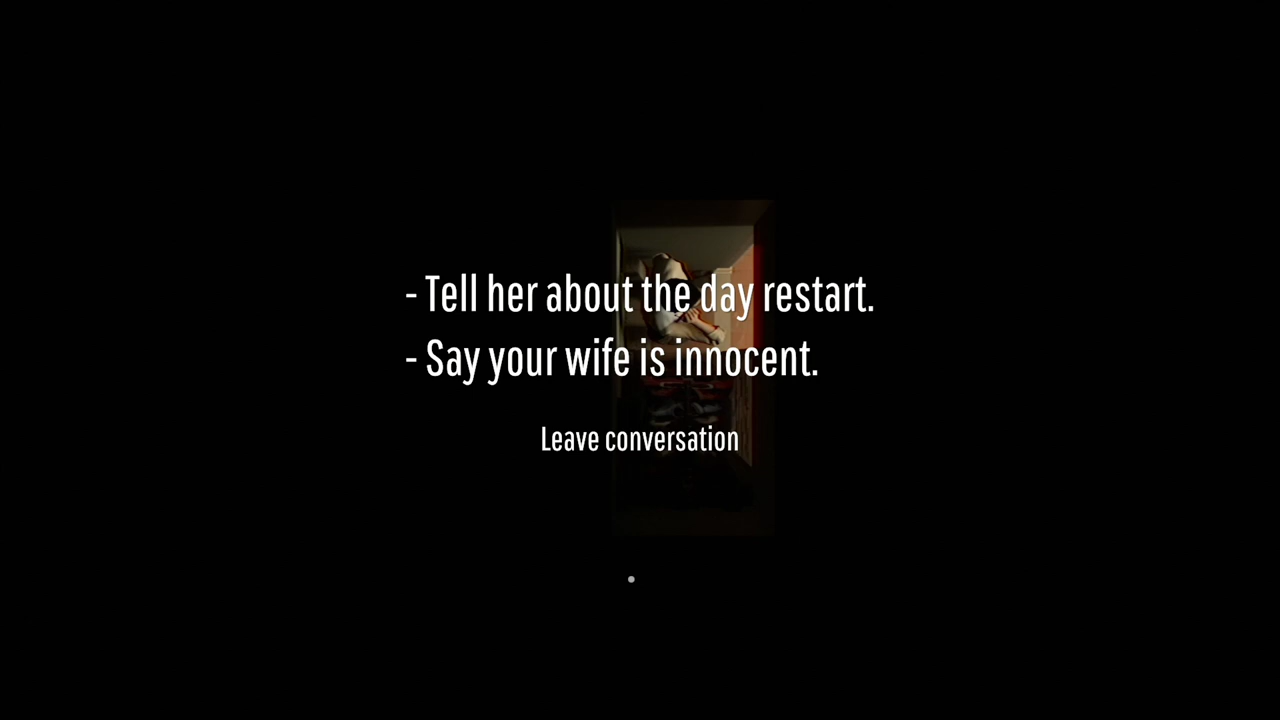 - Tell her about the day restart.
- Say your wife is innocent.
Leave conversation